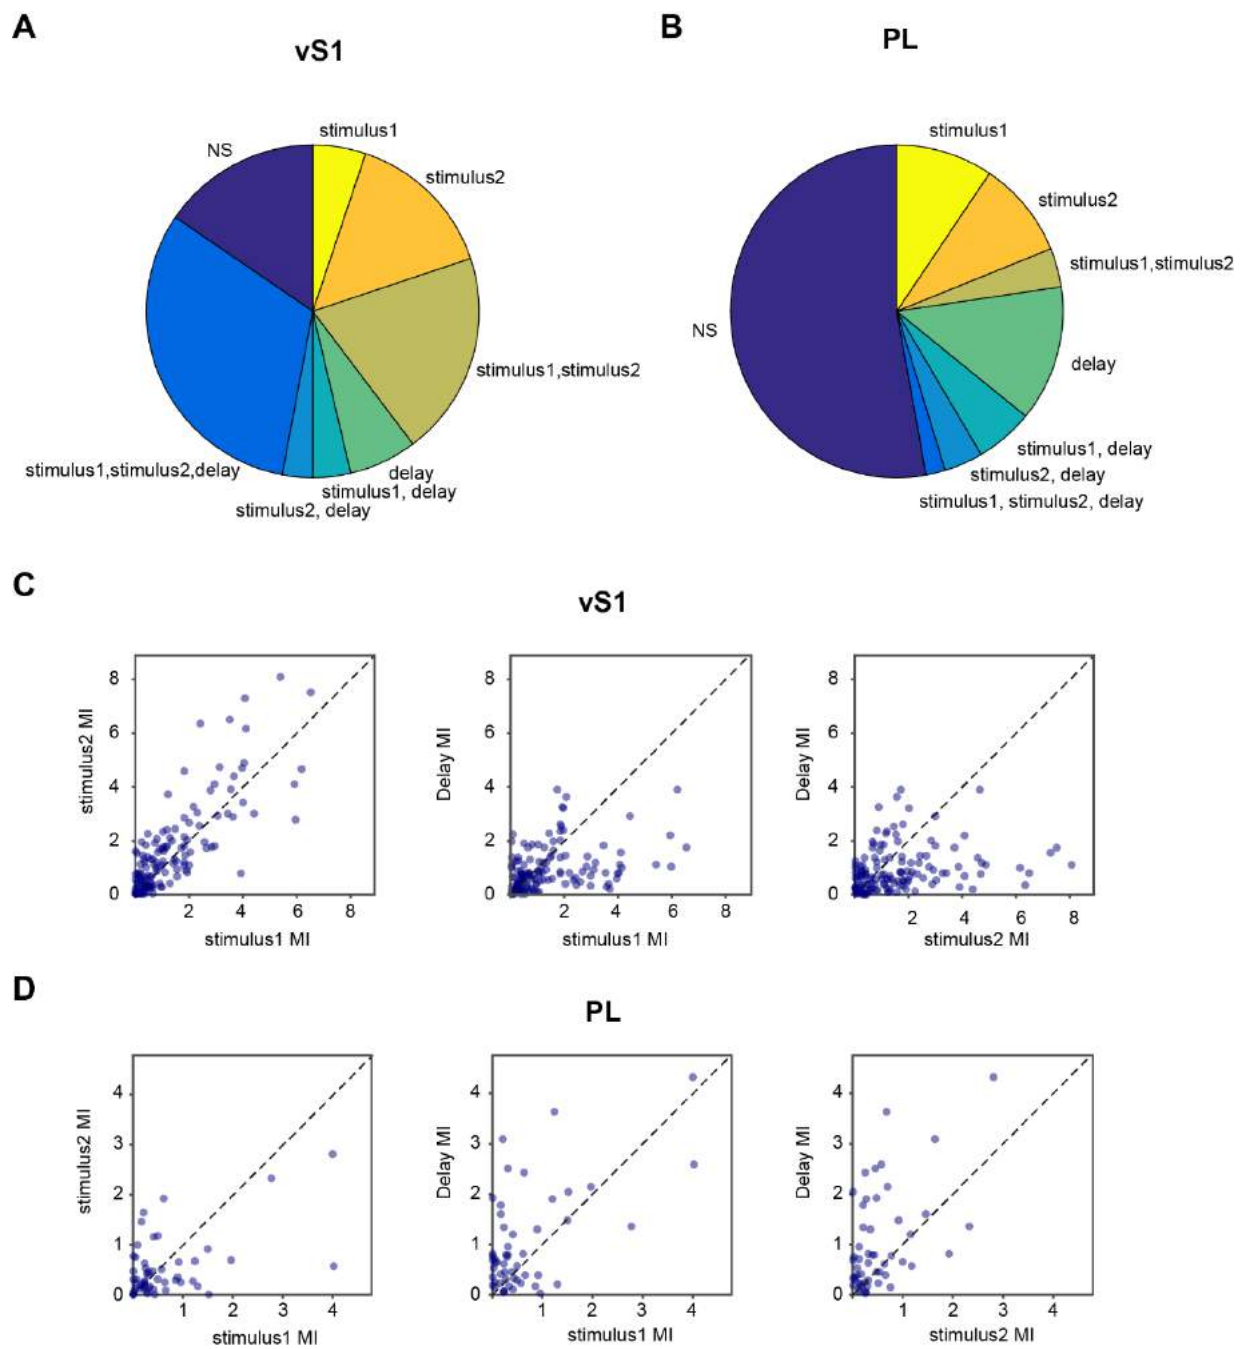 A
B
vS1
PL
stimulus1
NS
stimulus2
stimulus1,stimulus2
stimulus1,stimulus2,delay
delay
stimulus1, delay
stimulus2, delay
stimulus1
stimulus2
stimulus1,stimulus2
NS
delay
stimulus1, delay
stimulus2, delay
stimulus1, stimulus2, delay
C
vS1
stimulus2 MI
8
6
4
2
0
2 4 6 8
stimulus1 MI
Delay MI
8
6
4
2
0
2 4 6 8
stimulus1 MI
Delay MI
8
6
4
2
0
2 4 6 8
stimulus2 MI
D
PL
stimulus2 MI
4
3
2
1
0
1 2 3 4
stimulus1 MI
Delay MI
4
3
2
1
0
1 2 3 4
stimulus1 MI
Delay MI
4
3
2
1
0
1 2 3 4
stimulus2 MI